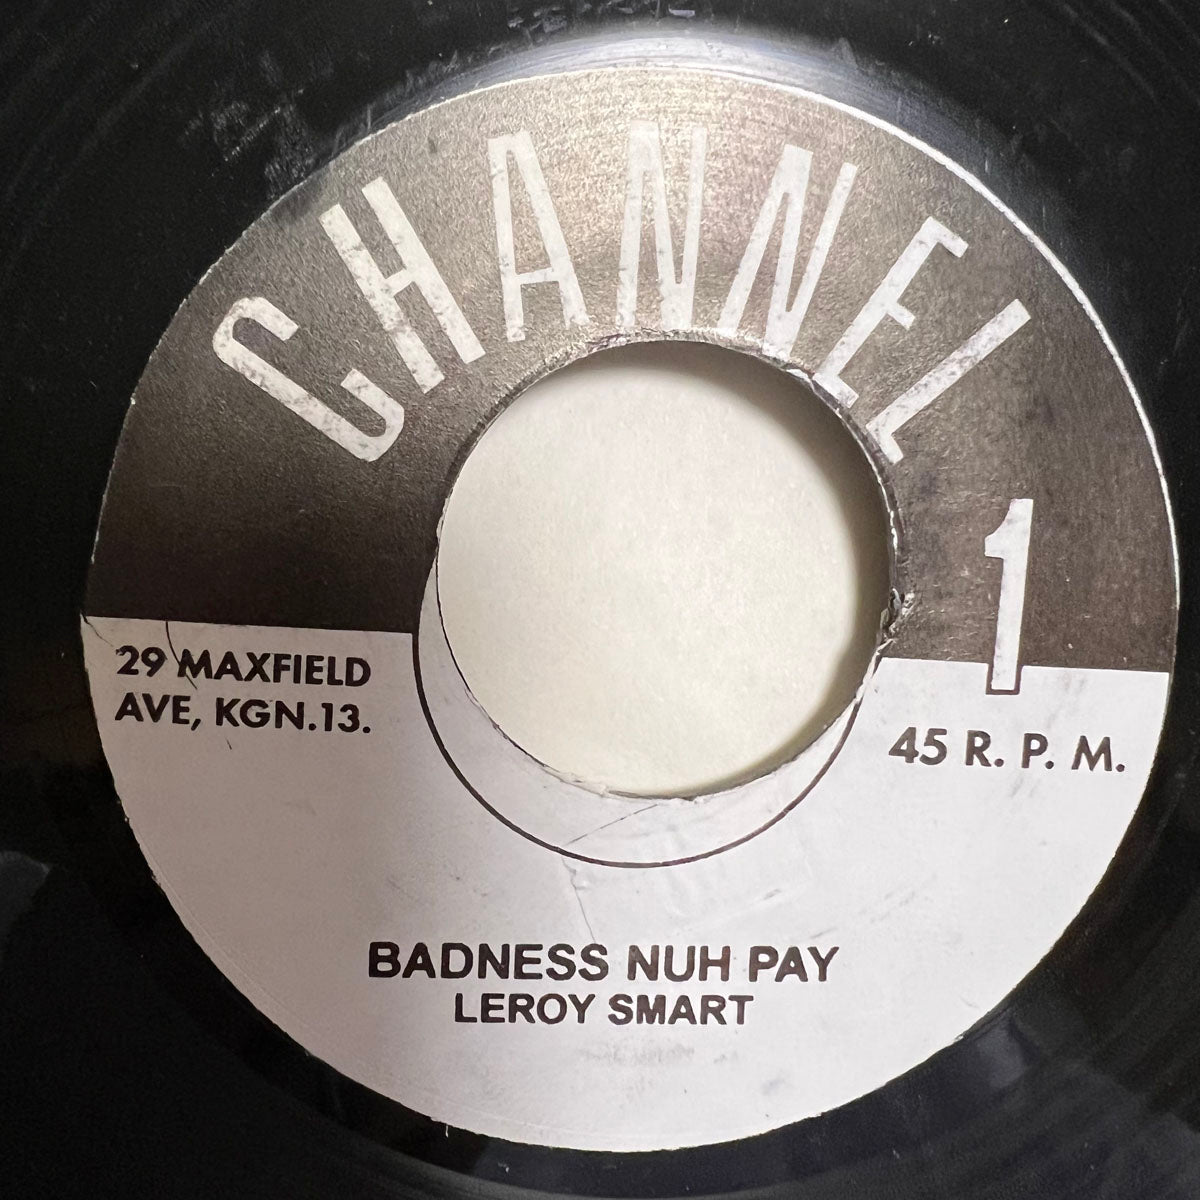 CHANNEL
1
29 MAXFIELD
AVE, KGN.13.
45 R. P. M.
BADNESS NUH PAY
LEROY SMART